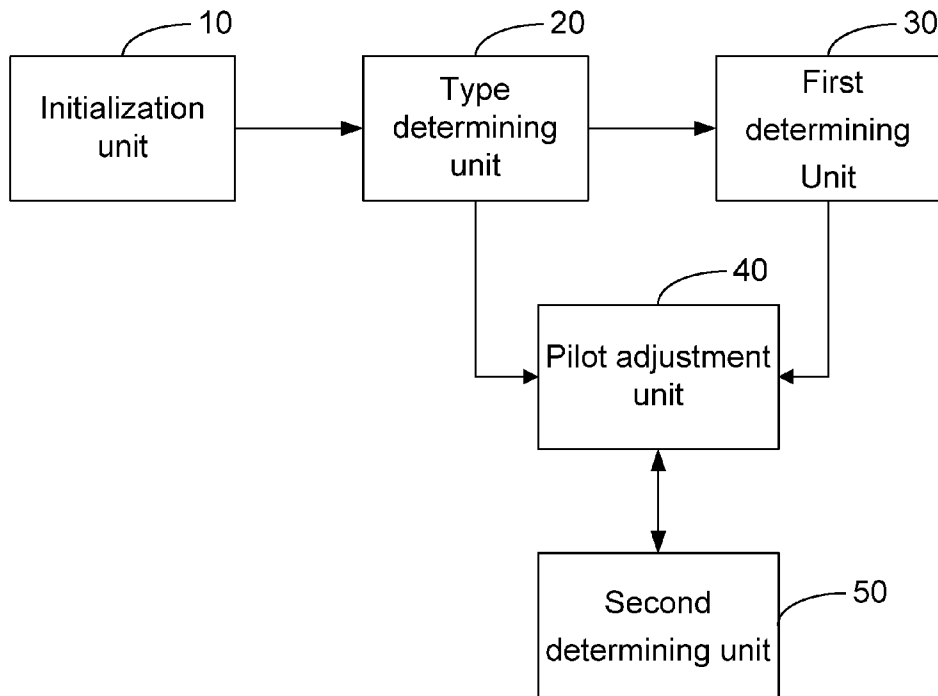 10
20
30
Initialization
unit
Type
determining
unit
First
determining
Unit
40
Pilot adjustment
unit
50
Second
determining unit